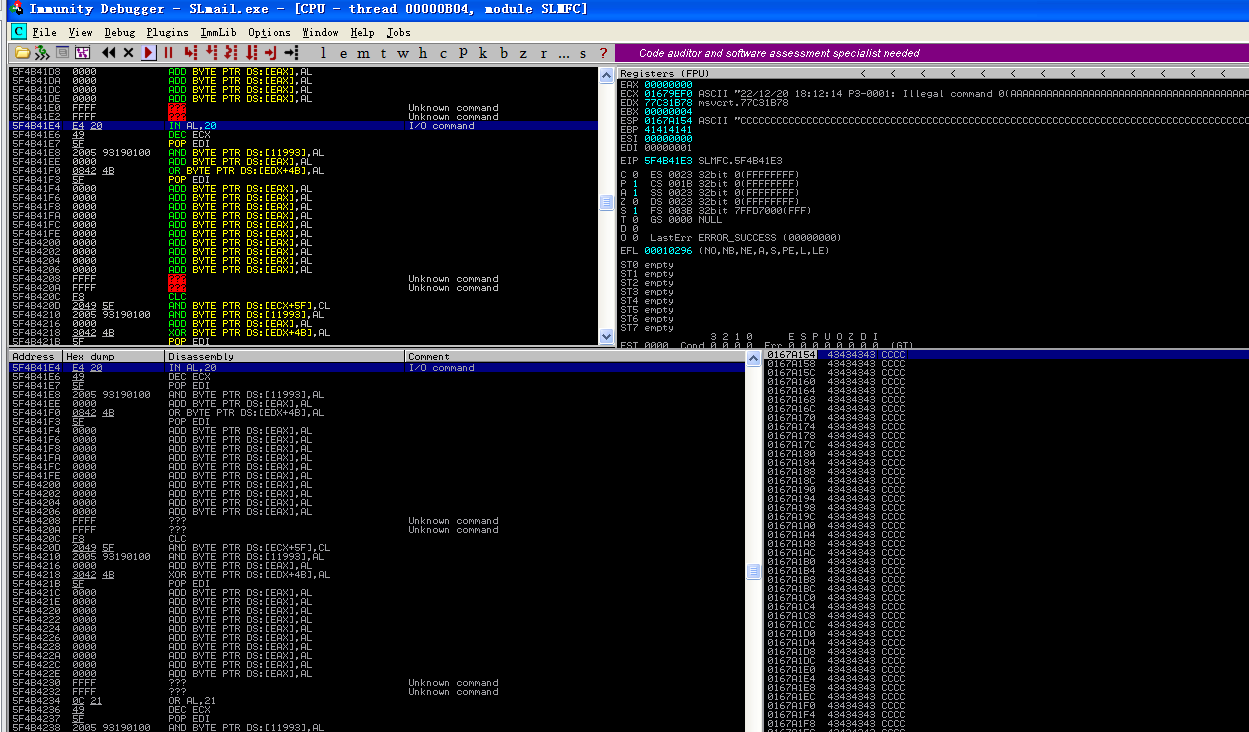 Immunity Debugger - SLmail.exe - [CPU - thread 00000B04, module SLMFC]
C File View Debug Plugins ImmLib Options Window Help Jobs
l e m t w h c P k b z r ... s ?
Code auditor and software assessment specialist needed
5F4B41D8 0000 ADD BYTE PTR DS:[EAX],AL
5F4B41DA 0000 ADD BYTE PTR DS:[EAX],AL
5F4B41DC 0000 ADD BYTE PTR DS:[EAX],AL
5F4B41DE 0000 ADD BYTE PTR DS:[EAX],AL
5F4B41E0 FFFF ??? Unknown command
5F4B41E2 FFFF ??? Unknown command
5F4B41E4 E4 20 IN AL,20 I/O command
5F4B41E6 49 DEC ECX
5F4B41E7 5F POP EDI
5F4B41E8 2005 93190100 AND BYTE PTR DS:[11993],AL
5F4B41EE 0000 ADD BYTE PTR DS:[EAX],AL
5F4B41F0 0842 4B OR BYTE PTR DS:[EDX+4B],AL
5F4B41F3 5F POP EDI
5F4B41F4 0000 ADD BYTE PTR DS:[EAX],AL
5F4B41F6 0000 ADD BYTE PTR DS:[EAX],AL
5F4B41F8 0000 ADD BYTE PTR DS:[EAX],AL
5F4B41FA 0000 ADD BYTE PTR DS:[EAX],AL
5F4B41FC 0000 ADD BYTE PTR DS:[EAX],AL
5F4B41FE 0000 ADD BYTE PTR DS:[EAX],AL
5F4B4200 0000 ADD BYTE PTR DS:[EAX],AL
5F4B4202 0000 ADD BYTE PTR DS:[EAX],AL
5F4B4204 0000 ADD BYTE PTR DS:[EAX],AL
5F4B4206 0000 ADD BYTE PTR DS:[EAX],AL
5F4B4208 FFFF ??? Unknown command
5F4B420A FFFF ??? Unknown command
5F4B420C F8 CLC
5F4B420D 2049 5F AND BYTE PTR DS:[ECX+5F],CL
5F4B4210 2005 93190100 AND BYTE PTR DS:[11993],AL
5F4B4216 0000 ADD BYTE PTR DS:[EAX],AL
5F4B4218 3042 4B XOR BYTE PTR DS:[EDX+4B],AL
5F4B421B 5F POP EDI
Registers (FPU) < < < < < < < < < < <
EAX 00000000
ECX 01679EF0 ASCII "22/12/20 18:12:14 P3-0001: Illegal command 0(AAAAAAAAAAAAAAAAAAAAAAAAAAAAAAAAAAAAAAAA
EDX 77C31B78 msvcrt.77C31B78
EBX 00000004
ESP 0167A154 ASCII "CCCCCCCCCCCCCCCCCCCCCCCCCCCCCCCCCCCCCCCCCCCCCCCCCCCCCCCCCCCCCCCCCCCCCCCCCCCCCCCCCCCC
EBP 41414141
ESI 00000000
EDI 00000001
EIP 5F4B41E3 SLMFC.5F4B41E3
C 0 ES 0023 32bit 0(FFFFFFFF)
P 1 CS 001B 32bit 0(FFFFFFFF)
A 1 SS 0023 32bit 0(FFFFFFFF)
Z 0 DS 0023 32bit 0(FFFFFFFF)
S 1 FS 003B 32bit 7FFD7000(FFF)
T 0 GS 0000 NULL
D 0
O 0 LastErr ERROR_SUCCESS (00000000)
EFL 00010296 (NO,NB,NE,A,S,PE,L,LE)
ST0 empty
ST1 empty
ST2 empty
ST3 empty
ST4 empty
ST5 empty
ST6 empty
ST7 empty
3 2 1 0 E S P U O Z D I
FST 0000 Cond 0 0 0 0 Err 0 0 0 0 0 0 0 0 (GT)
Address Hex dump Disassembly Comment
5F4B41E4 E4 20 IN AL,20 I/O command
5F4B41E6 49 DEC ECX
5F4B41E7 5F POP EDI
5F4B41E8 2005 93190100 AND BYTE PTR DS:[11993],AL
5F4B41EE 0000 ADD BYTE PTR DS:[EAX],AL
5F4B41F0 0842 4B OR BYTE PTR DS:[EDX+4B],AL
5F4B41F3 5F POP EDI
5F4B41F4 0000 ADD BYTE PTR DS:[EAX],AL
5F4B41F6 0000 ADD BYTE PTR DS:[EAX],AL
5F4B41F8 0000 ADD BYTE PTR DS:[EAX],AL
5F4B41FA 0000 ADD BYTE PTR DS:[EAX],AL
5F4B41FC 0000 ADD BYTE PTR DS:[EAX],AL
5F4B41FE 0000 ADD BYTE PTR DS:[EAX],AL
5F4B4200 0000 ADD BYTE PTR DS:[EAX],AL
5F4B4202 0000 ADD BYTE PTR DS:[EAX],AL
5F4B4204 0000 ADD BYTE PTR DS:[EAX],AL
5F4B4206 0000 ADD BYTE PTR DS:[EAX],AL
5F4B4208 FFFF ??? Unknown command
5F4B420A FFFF ??? Unknown command
5F4B420C F8 CLC
5F4B420D 2049 5F AND BYTE PTR DS:[ECX+5F],CL
5F4B4210 2005 93190100 AND BYTE PTR DS:[11993],AL
5F4B4216 0000 ADD BYTE PTR DS:[EAX],AL
5F4B4218 3042 4B XOR BYTE PTR DS:[EDX+4B],AL
5F4B421B 5F POP EDI
5F4B421C 0000 ADD BYTE PTR DS:[EAX],AL
5F4B421E 0000 ADD BYTE PTR DS:[EAX],AL
5F4B4220 0000 ADD BYTE PTR DS:[EAX],AL
5F4B4222 0000 ADD BYTE PTR DS:[EAX],AL
5F4B4224 0000 ADD BYTE PTR DS:[EAX],AL
5F4B4226 0000 ADD BYTE PTR DS:[EAX],AL
5F4B4228 0000 ADD BYTE PTR DS:[EAX],AL
5F4B422A 0000 ADD BYTE PTR DS:[EAX],AL
5F4B422C 0000 ADD BYTE PTR DS:[EAX],AL
5F4B422E 0000 ADD BYTE PTR DS:[EAX],AL
5F4B4230 FFFF ??? Unknown command
5F4B4232 FFFF ??? Unknown command
5F4B4234 0C 21 OR AL,21
5F4B4236 49 DEC ECX
5F4B4237 5F POP EDI
5F4B4238 2005 93190100 AND BYTE PTR DS:[11993],AL
0167A154 43434343 CCCC
0167A158 43434343 CCCC
0167A15C 43434343 CCCC
0167A160 43434343 CCCC
0167A164 43434343 CCCC
0167A168 43434343 CCCC
0167A16C 43434343 CCCC
0167A170 43434343 CCCC
0167A174 43434343 CCCC
0167A178 43434343 CCCC
0167A17C 43434343 CCCC
0167A180 43434343 CCCC
0167A184 43434343 CCCC
0167A188 43434343 CCCC
0167A18C 43434343 CCCC
0167A190 43434343 CCCC
0167A194 43434343 CCCC
0167A198 43434343 CCCC
0167A19C 43434343 CCCC
0167A1A0 43434343 CCCC
0167A1A4 43434343 CCCC
0167A1A8 43434343 CCCC
0167A1AC 43434343 CCCC
0167A1B0 43434343 CCCC
0167A1B4 43434343 CCCC
0167A1B8 43434343 CCCC
0167A1BC 43434343 CCCC
0167A1C0 43434343 CCCC
0167A1C4 43434343 CCCC
0167A1C8 43434343 CCCC
0167A1CC 43434343 CCCC
0167A1D0 43434343 CCCC
0167A1D4 43434343 CCCC
0167A1D8 43434343 CCCC
0167A1DC 43434343 CCCC
0167A1E0 43434343 CCCC
0167A1E4 43434343 CCCC
0167A1E8 43434343 CCCC
0167A1EC 43434343 CCCC
0167A1F0 43434343 CCCC
0167A1F4 43434343 CCCC
0167A1F8 43434343 CCCC